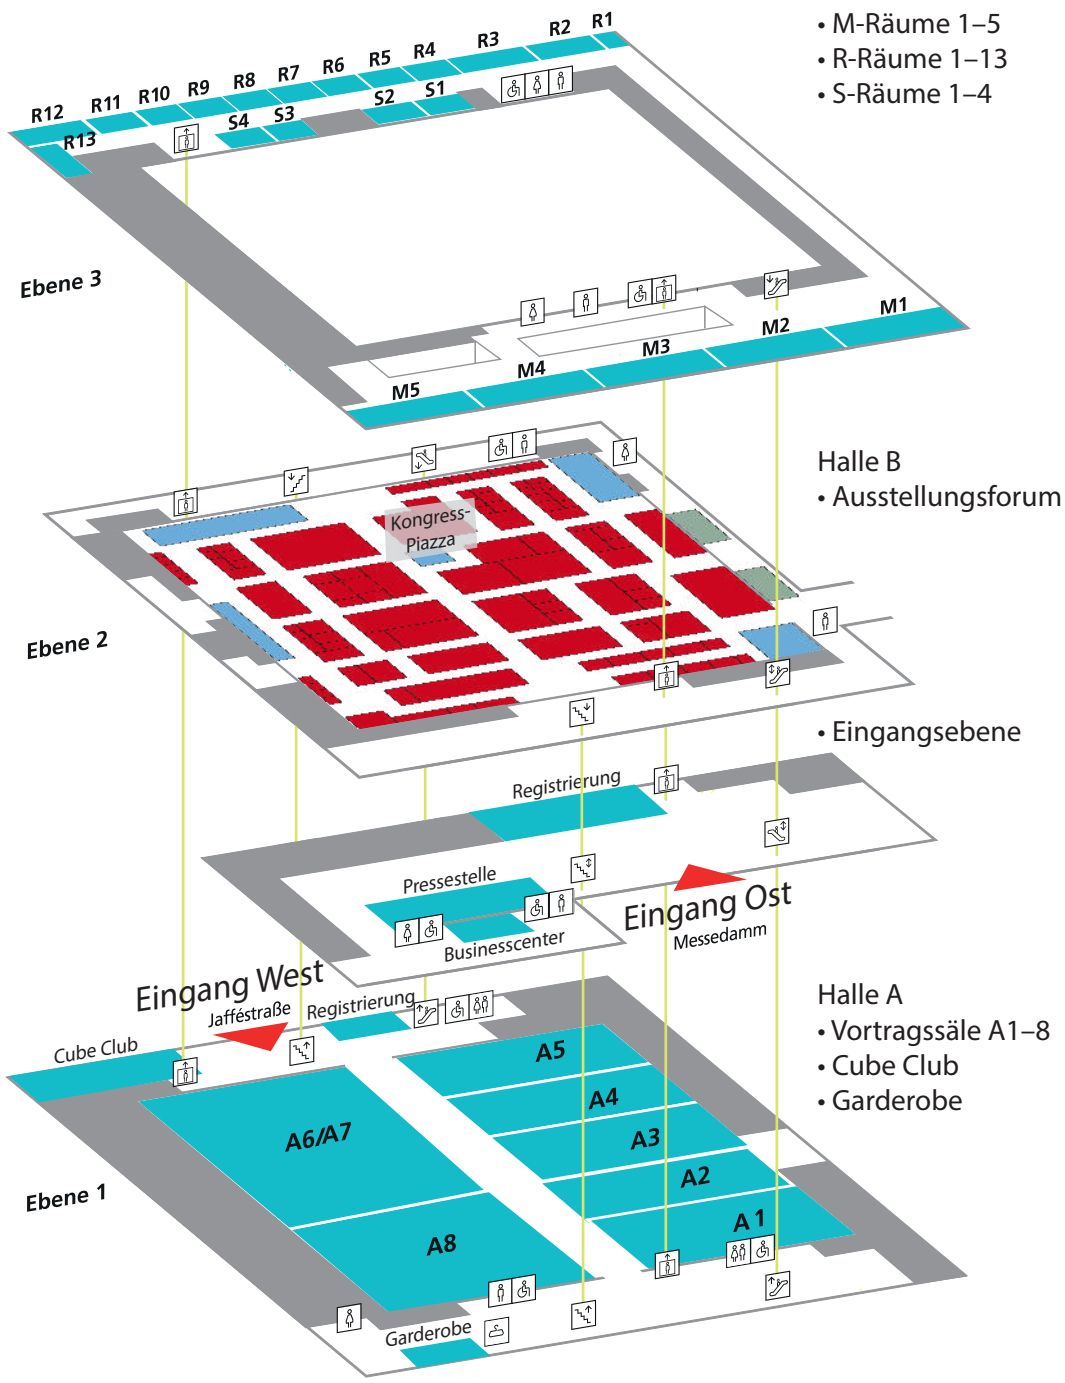 • M-Räume 1–5
• R-Räume 1–13
• S-Räume 1–4
R1
R2
R3
R4
R5
R6
R7
R8
R9
R10
R11
R12
R13
S1
S2
S3
S4
Ebene 3
M1
M2
M3
M4
M5
Halle B
• Ausstellungsforum
Kongress-
Piazza
Ebene 2
• Eingangsebene
Registrierung
Pressestelle
Businesscenter
Eingang Ost
Messedamm
Eingang West
Jafféstraße
Registrierung
Cube Club
Halle A
• Vortragssäle A1–8
• Cube Club
• Garderobe
A5
A4
A3
A2
A1
A6/A7
A8
Ebene 1
Garderobe